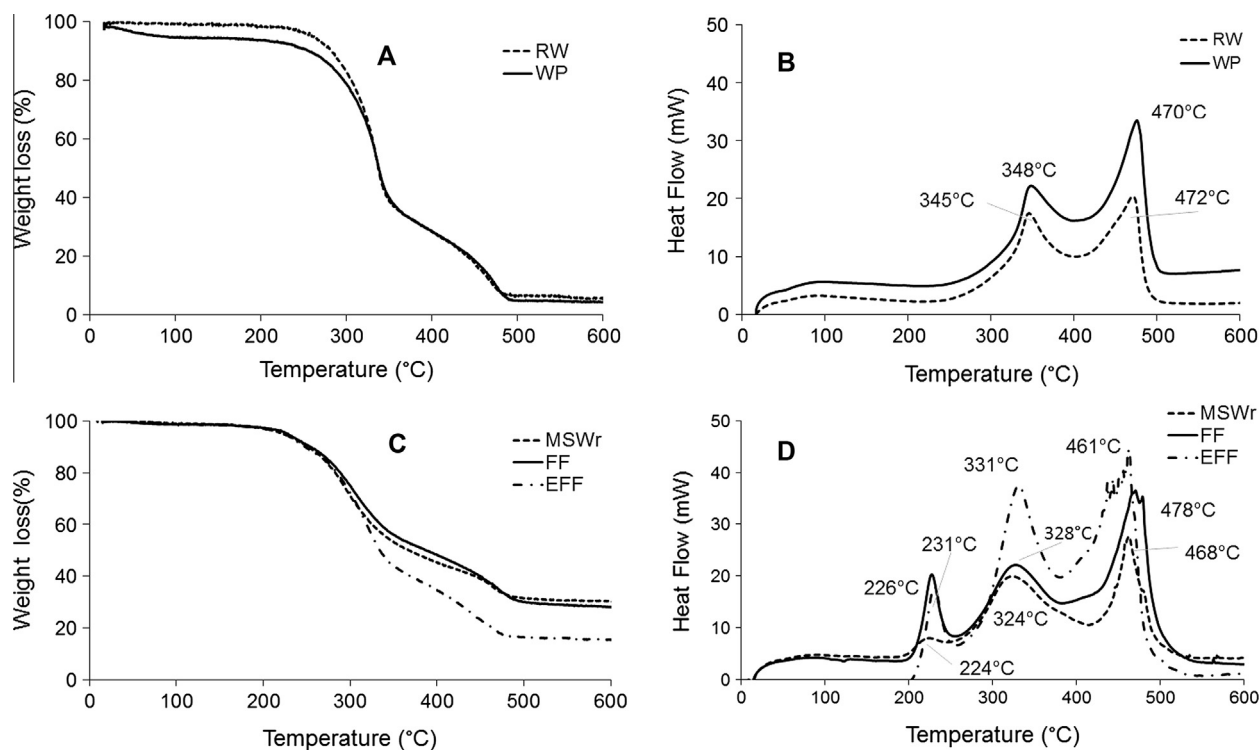 100
80
60
40
20
0
Weight loss (%)
A
RW
WP
0 100 200 300 400 500 600
Temperature (°C)
50
40
30
20
10
0
Heat Flow (mW)
B
RW
WP
470°C
348°C
345°C
472°C
0 100 200 300 400 500 600
Temperature (°C)
100
80
60
40
20
0
Weight loss(%)
C
MSWr
FF
EFF
0 100 200 300 400 500 600
Temperature (°C)
50
40
30
20
10
0
Heat Flow (mW)
D
MSWr
FF
EFF
461°C
331°C
478°C
328°C
231°C
468°C
226°C
324°C
224°C
0 100 200 300 400 500 600
Temperature (°C)